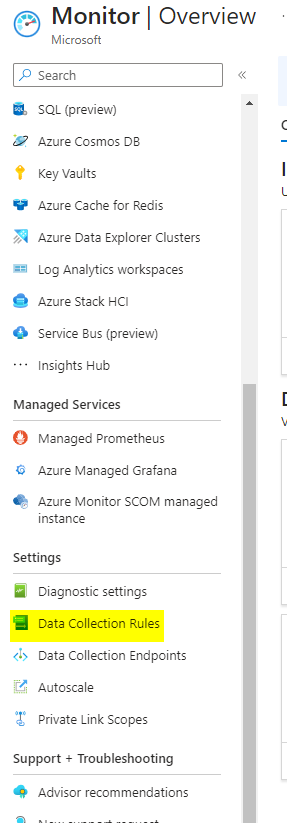 Monitor | Overview
Microsoft
Search
SQL (preview)
Azure Cosmos DB
Key Vaults
Azure Cache for Redis
Azure Data Explorer Clusters
Log Analytics workspaces
Azure Stack HCI
Service Bus (preview)
Insights Hub
Managed Services
Managed Prometheus
Azure Managed Grafana
Azure Monitor SCOM managed
instance
Settings
Diagnostic settings
Data Collection Rules
Data Collection Endpoints
Autoscale
Private Link Scopes
Support + Troubleshooting
Advisor recommendations
New support request